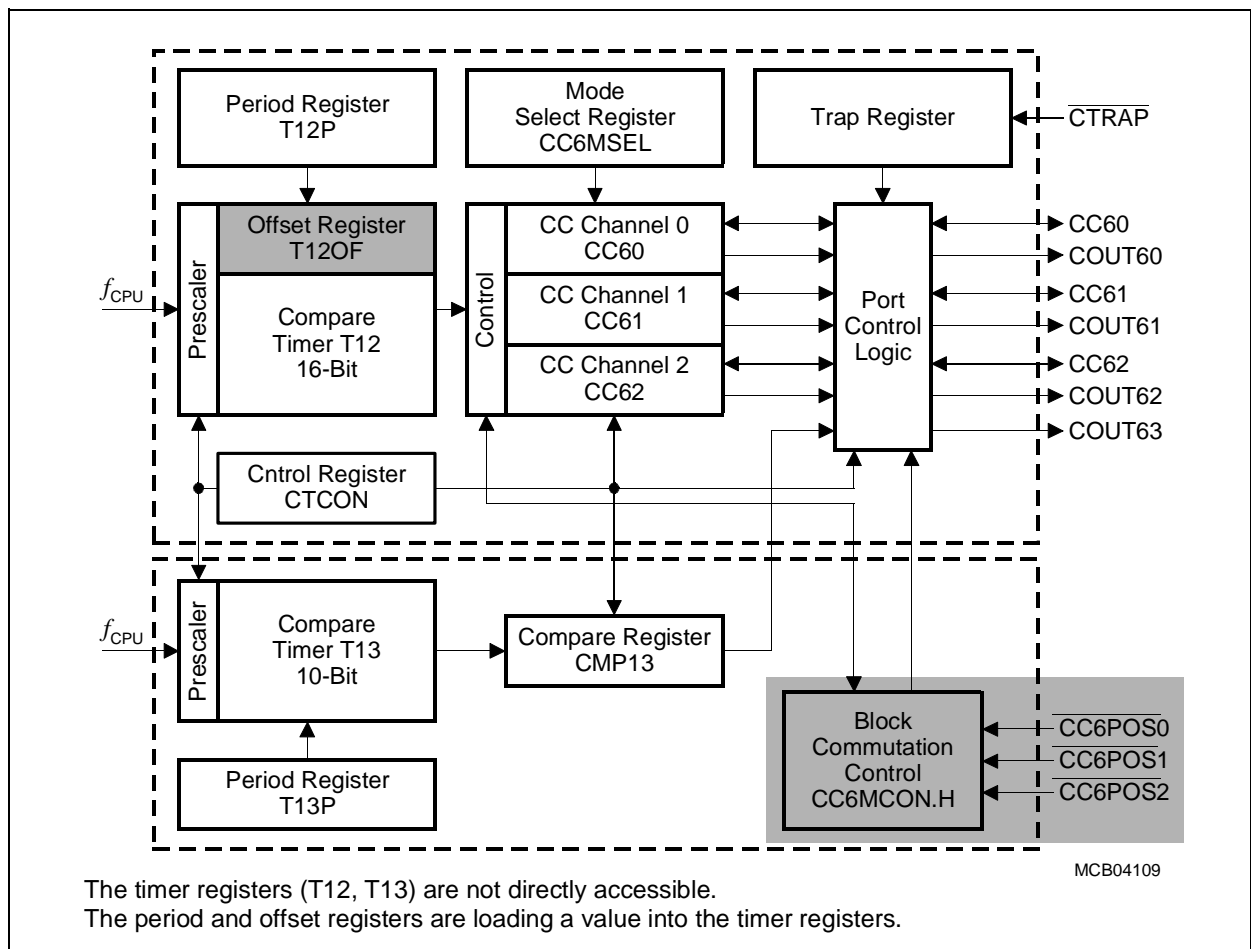 Period Register
T12P
Mode
Select Register
CC6MSEL
Trap Register
CTRAP
Prescaler
Offset Register
T12OF
Compare
Timer T12
16-Bit
fCPU
Control
CC Channel 0
CC60
CC Channel 1
CC61
CC Channel 2
CC62
Port
Control
Logic
CC60
COUT60
CC61
COUT61
CC62
COUT62
COUT63
Cntrol Register
CTCON
fCPU
Prescaler
Compare
Timer T13
10-Bit
Compare Register
CMP13
Period Register
T13P
Block
Commutation
Control
CC6MCON.H
CC6POS0
CC6POS1
CC6POS2
MCB04109
The timer registers (T12, T13) are not directly accessible.
The period and offset registers are loading a value into the timer registers.